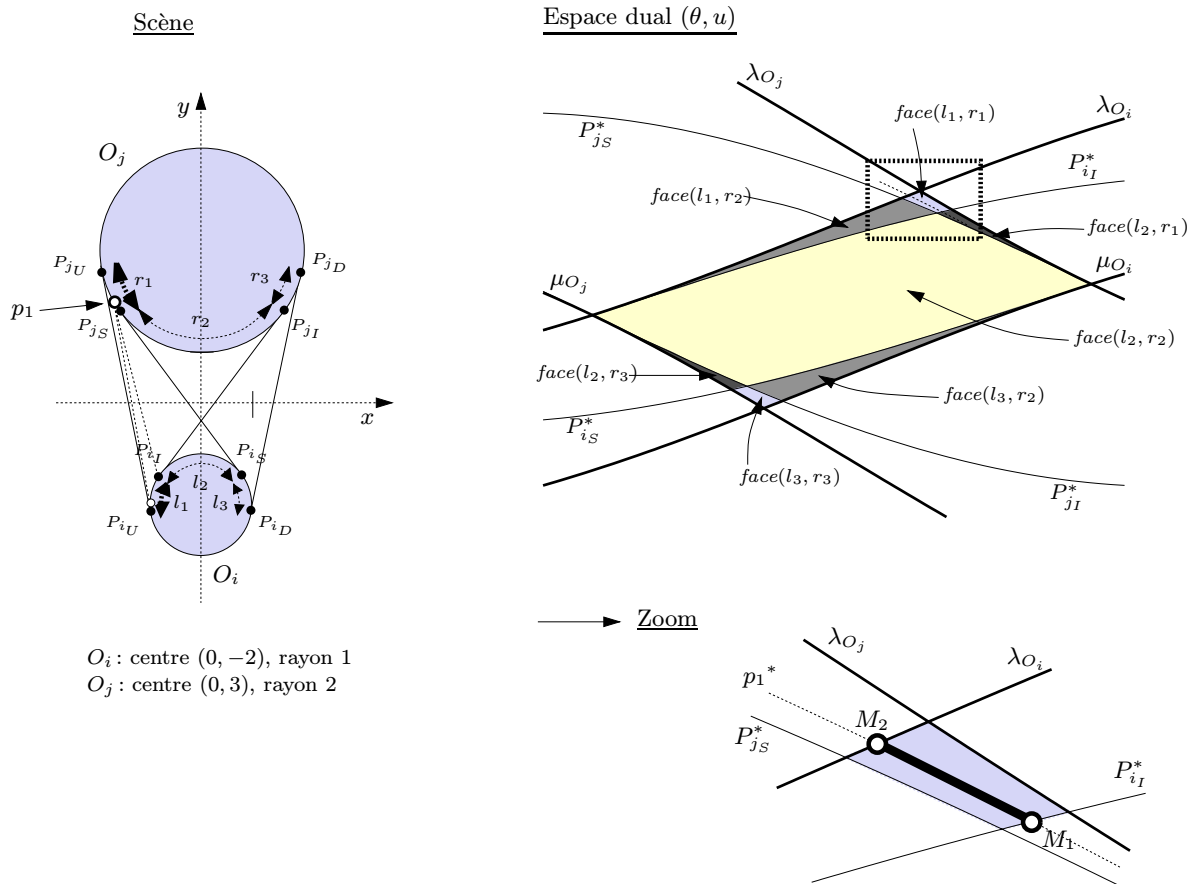 Scène
y
O_j
P_{j_U}
P_{j_D}
r_1
r_3
p_1
r_2
P_{j_S}
P_{j_I}
x
P_{i_I}
P_{i_S}
l_2
l_1
l_3
P_{i_U}
P_{i_D}
O_i
O_i : centre (0, −2), rayon 1
O_j : centre (0, 3), rayon 2
Espace dual (θ, u)
λ_{O_j}
λ_{O_i}
face(l_1, r_1)
P*_{j_S}
P*_{i_I}
face(l_1, r_2)
face(l_2, r_1)
μ_{O_j}
μ_{O_i}
face(l_2, r_2)
face(l_2, r_3)
face(l_3, r_2)
P*_{i_S}
face(l_3, r_3)
P*_{j_I}
Zoom
λ_{O_j}
λ_{O_i}
p_1*
M_2
P*_{j_S}
P*_{i_I}
M_1